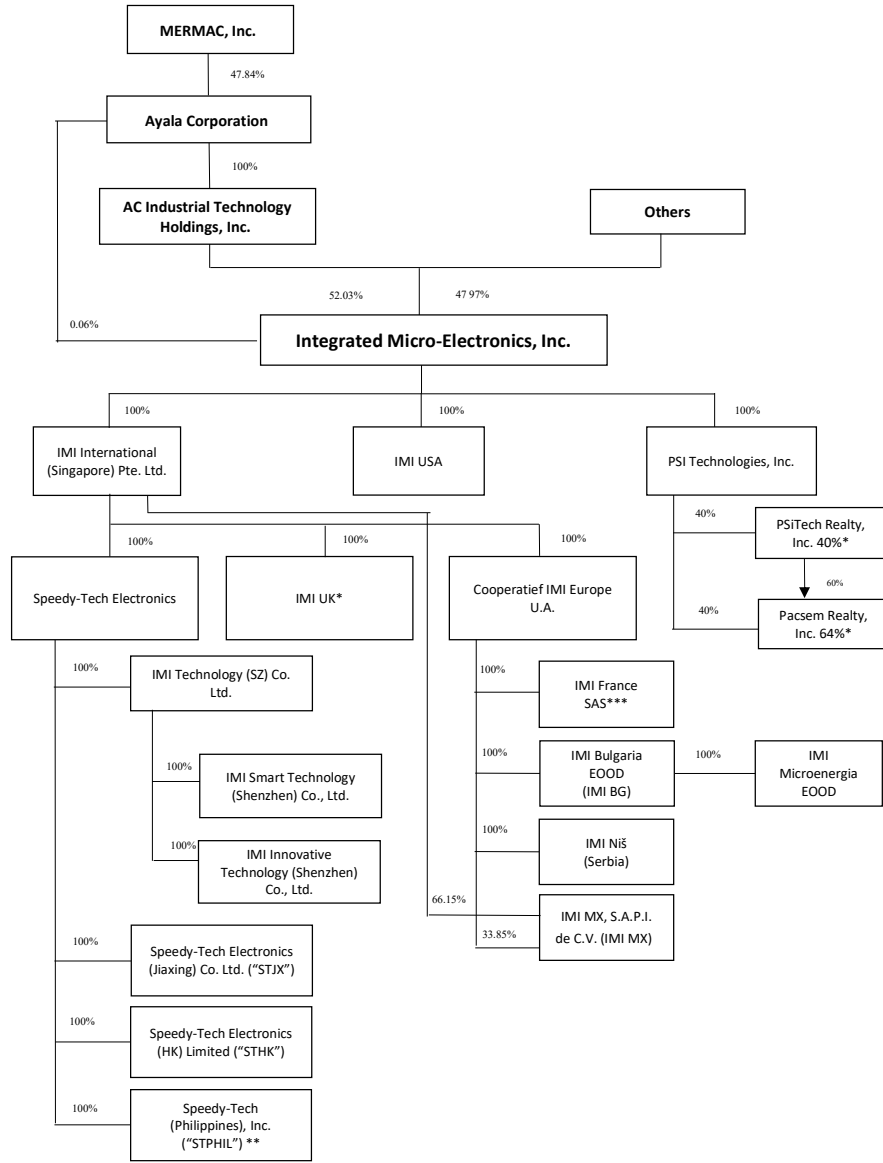 MERMAC, Inc.
47.84%
Ayala Corporation
100%
AC Industrial Technology
Holdings, Inc.
Others
52.03%
47 97%
0.06%
Integrated Micro-Electronics, Inc.
100%
100%
100%
IMI International
(Singapore) Pte. Ltd.
IMI USA
PSI Technologies, Inc.
40%
PSiTech Realty,
Inc. 40%*
60%
40%
Pacsem Realty,
Inc. 64%*
100%
100%
100%
Speedy-Tech Electronics
IMI UK*
Cooperatief IMI Europe
U.A.
100%
IMI Technology (SZ) Co.
Ltd.
100%
IMI Smart Technology
(Shenzhen) Co., Ltd.
100%
IMI Innovative
Technology (Shenzhen)
Co., Ltd.
100%
IMI France
SAS***
100%
IMI Bulgaria
EOOD
(IMI BG)
100%
IMI
Microenergia
EOOD
100%
IMI Niš
(Serbia)
66.15%
33.85%
IMI MX, S.A.P.I.
de C.V. (IMI MX)
100%
Speedy-Tech Electronics
(Jiaxing) Co. Ltd. (“STJX”)
100%
Speedy-Tech Electronics
(HK) Limited (“STHK”)
100%
Speedy-Tech
(Philippines), Inc.
(“STPHIL”) **